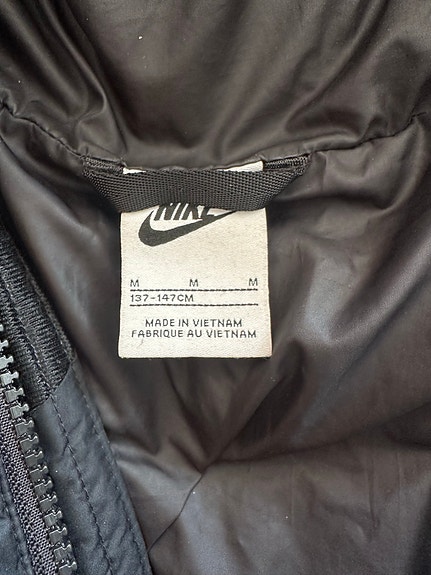 NIKE
M M M
137-147CM
MADE IN VIETNAM
FABRIQUE AU VIETNAM